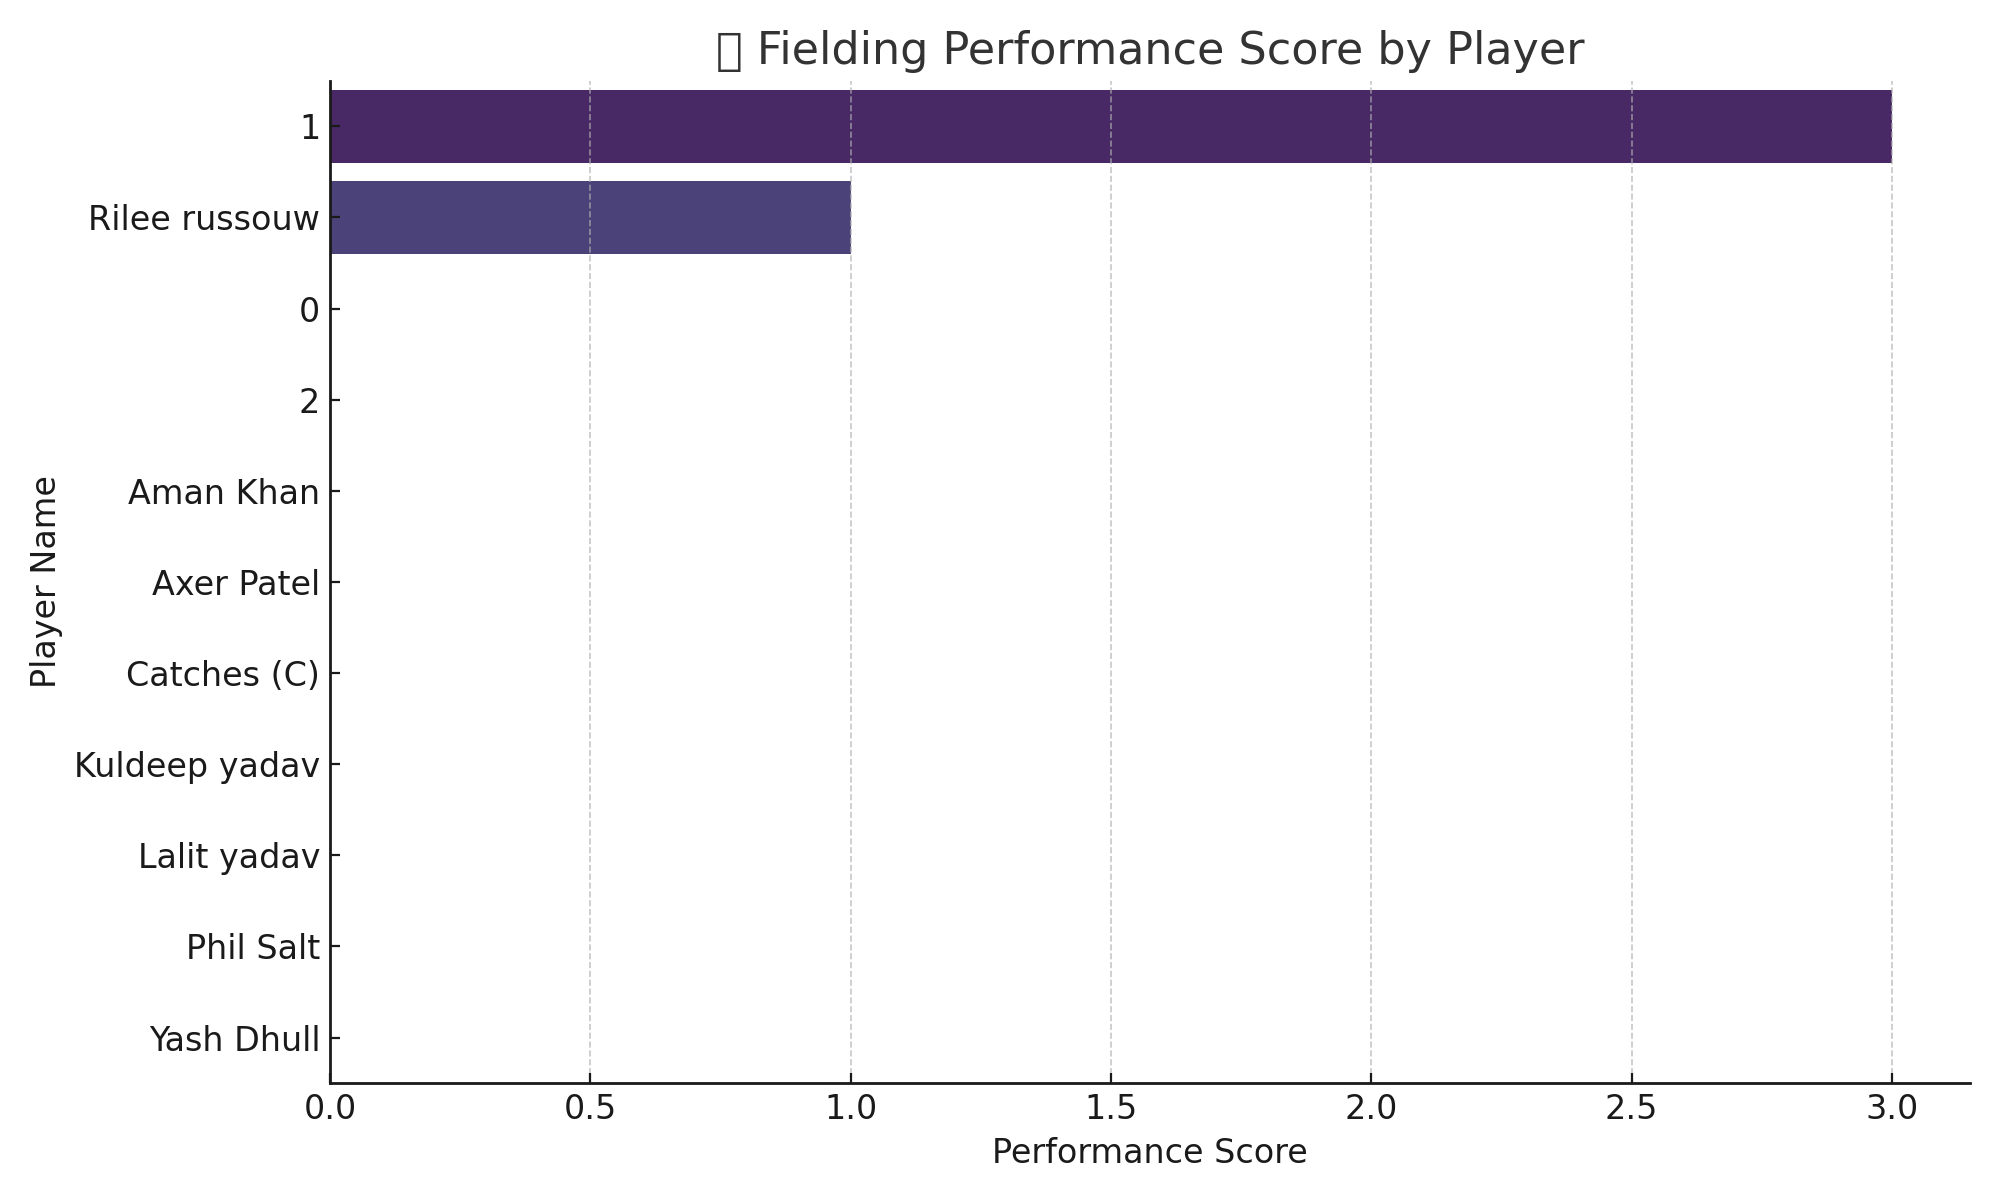 Fielding Performance Score by Player
1
Rilee russouw
0
2
Aman Khan
Axer Patel
Catches (C)
Kuldeep yadav
Lalit yadav
Phil Salt
Yash Dhull
Player Name
0.0 0.5 1.0 1.5 2.0 2.5 3.0
Performance Score